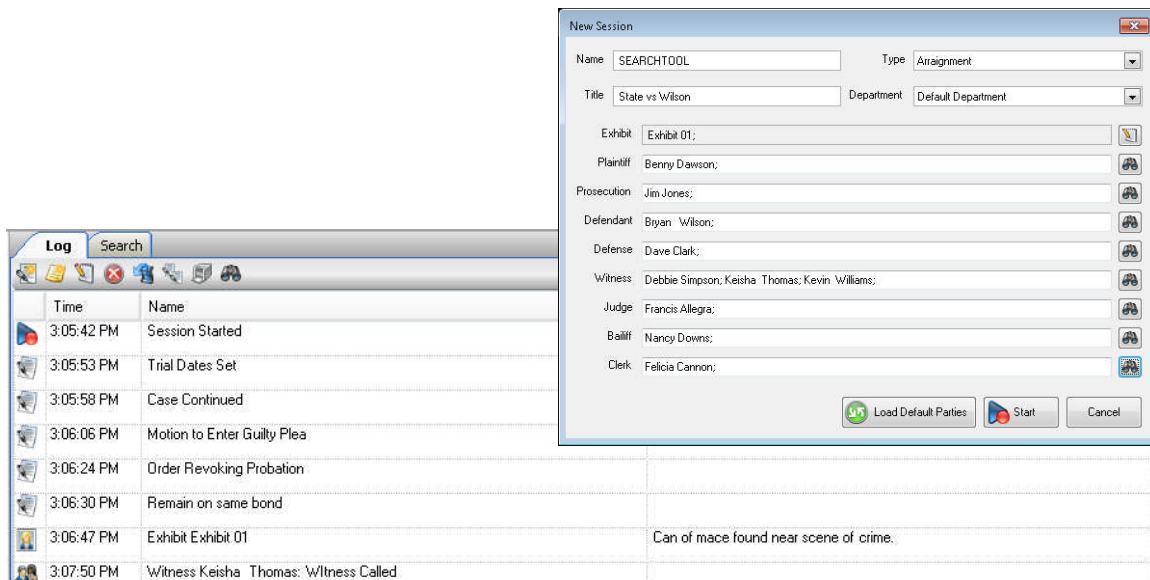 New Session
Name SEARCHTOOL Type Arraignment
Title State vs Wilson Department Default Department
Exhibit Exhibit 01;
Plaintiff Benny Dawson;
Prosecution Jim Jones;
Defendant Bryan Wilson;
Defense Dave Clark;
Witness Debbie Simpson; Keisha Thomas; Kevin Williams;
Judge Francis Allegra;
Bailiff Nancy Downs;
Clerk Felicia Cannon;
Load Default Parties Start Cancel
Log Search
Time Name
3:05:42 PM Session Started
3:05:53 PM Trial Dates Set
3:05:58 PM Case Continued
3:06:06 PM Motion to Enter Guilty Plea
3:06:24 PM Order Revoking Probation
3:06:30 PM Remain on same bond
3:06:47 PM Exhibit Exhibit 01 Can of mace found near scene of crime.
3:07:50 PM Witness Keisha Thomas: WItness Called